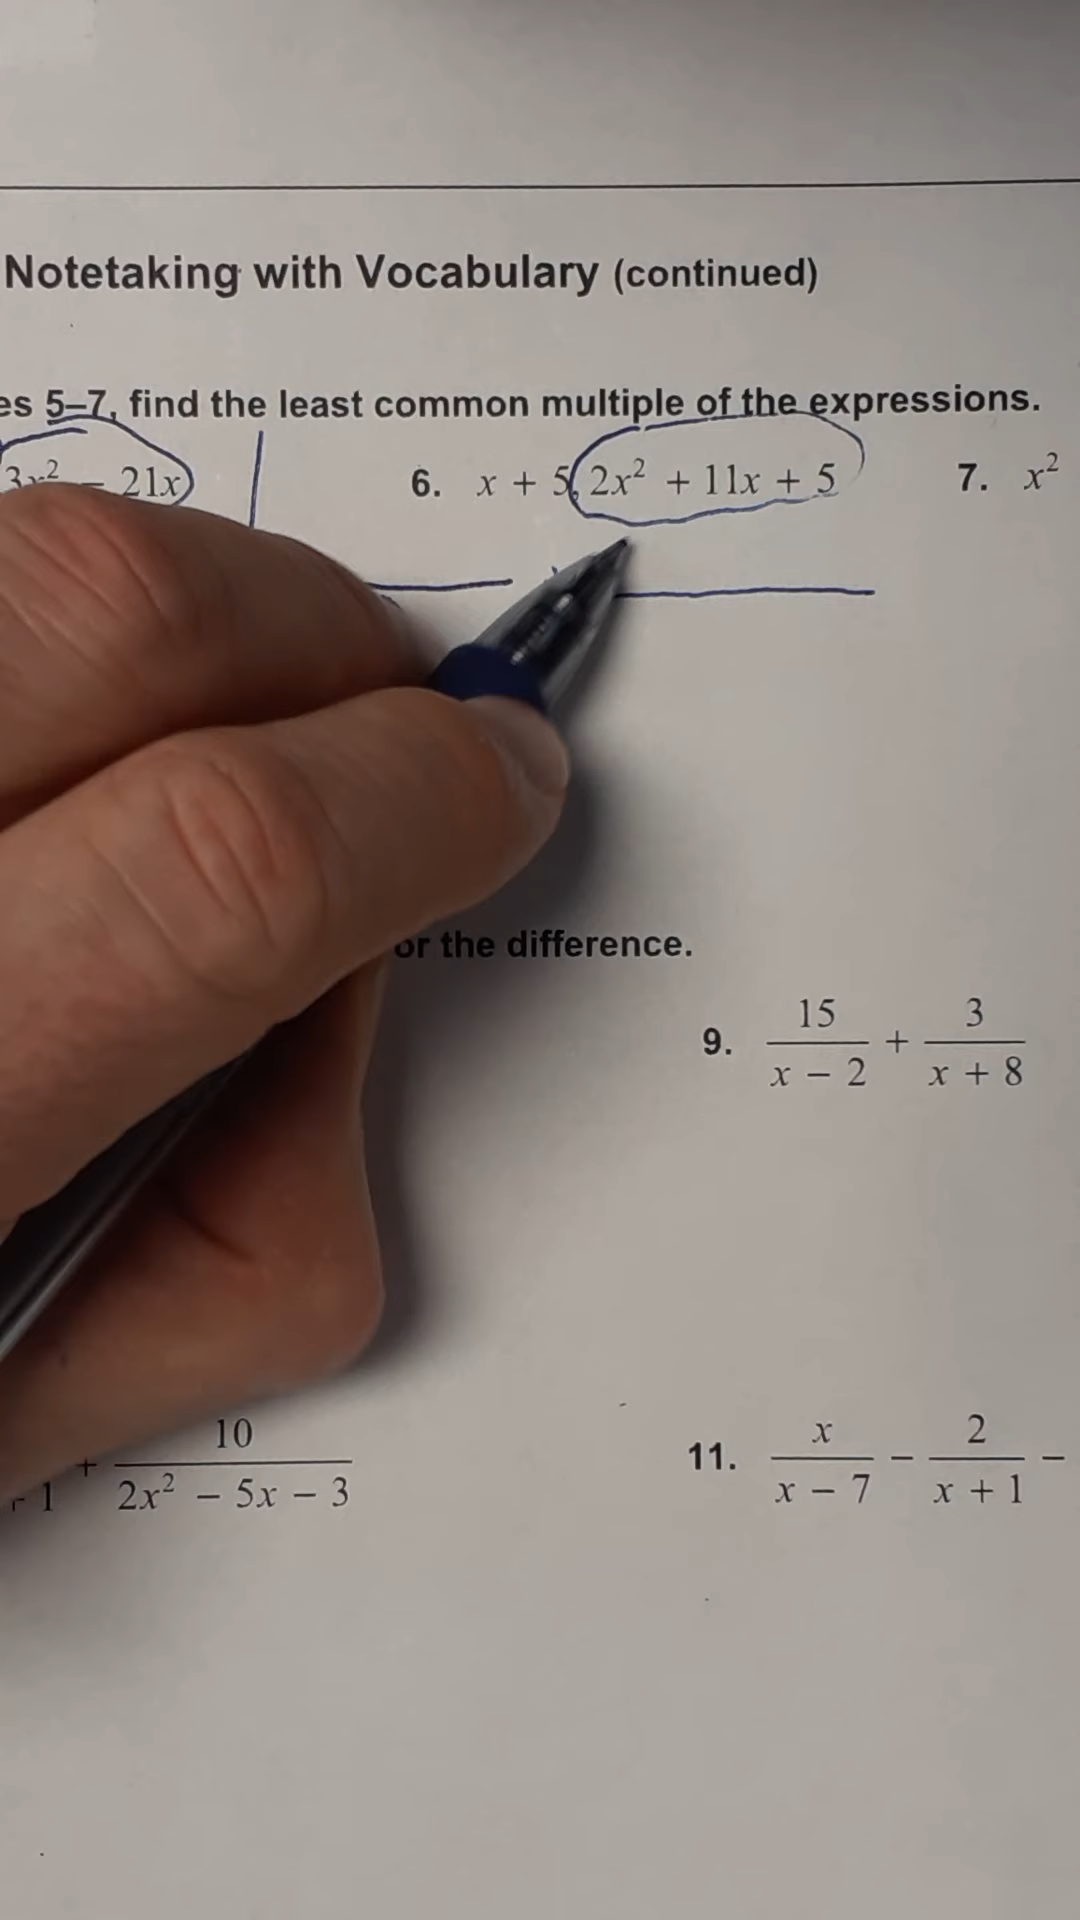 Notetaking with Vocabulary (continued)
5–7, find the least common multiple of the expressions.
3x² – 21x
6. x + 5, 2x² + 11x + 5
7. x²
or the difference.
9. 15/(x – 2) + 3/(x + 8)
1 + 10/(2x² – 5x – 3)
11. x/(x – 7) – 2/(x + 1) –